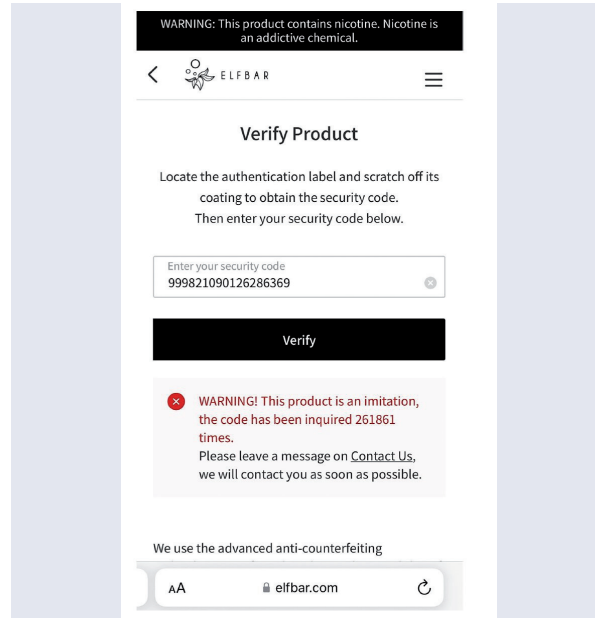 WARNING: This product contains nicotine. Nicotine is
an addictive chemical.
ELFBAR
Verify Product
Locate the authentication label and scratch off its
coating to obtain the security code.
Then enter your security code below.
Enter your security code
999821090126286369
Verify
WARNING! This product is an imitation,
the code has been inquired 261861
times.
Please leave a message on Contact Us,
we will contact you as soon as possible.
We use the advanced anti-counterfeiting
AA elfbar.com